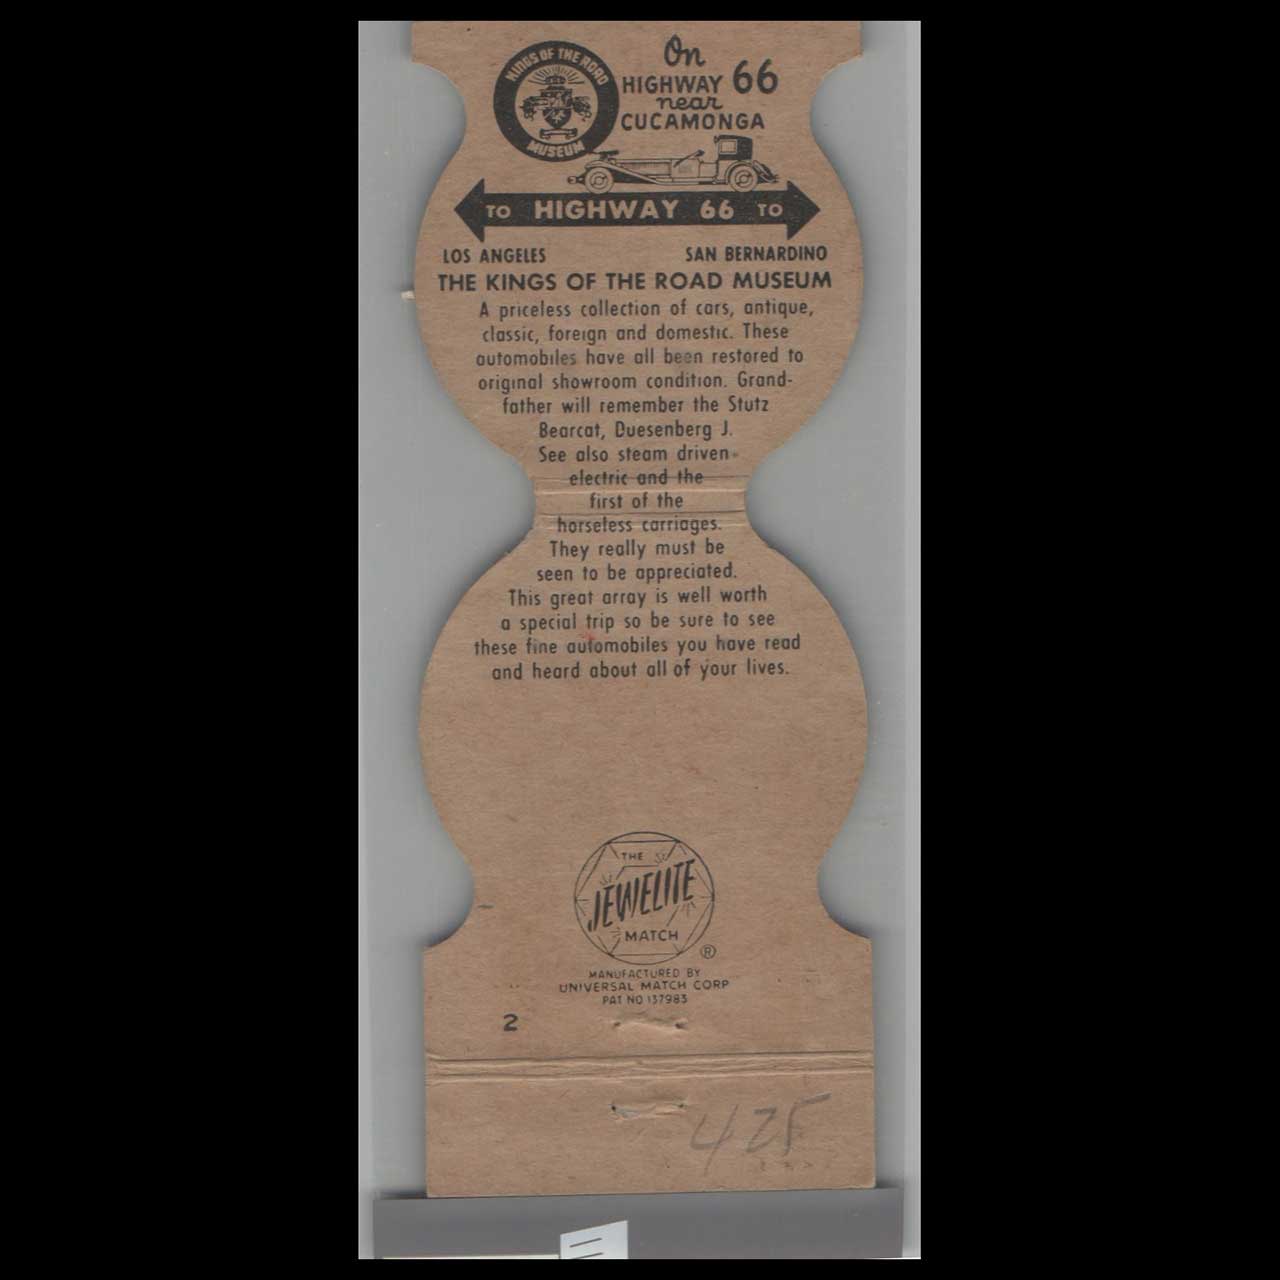 KINGS OF THE ROAD
MUSEUM
On
HIGHWAY 66
near
CUCAMONGA
TO HIGHWAY 66 TO
LOS ANGELES SAN BERNARDINO
THE KINGS OF THE ROAD MUSEUM
A priceless collection of cars, antique,
classic, foreign and domestic. These
automobiles have all been restored to
original showroom condition. Grand-
father will remember the Stutz
Bearcat, Duesenberg J.
See also steam driven-
electric and the
first of the
horseless carriages.
They really must be
seen to be appreciated.
This great array is well worth
a special trip so be sure to see
these fine automobiles you have read
and heard about all of your lives.
THE
JEWELITE
MATCH
®
MANUFACTURED BY
UNIVERSAL MATCH CORP
PAT NO 137983
2
475